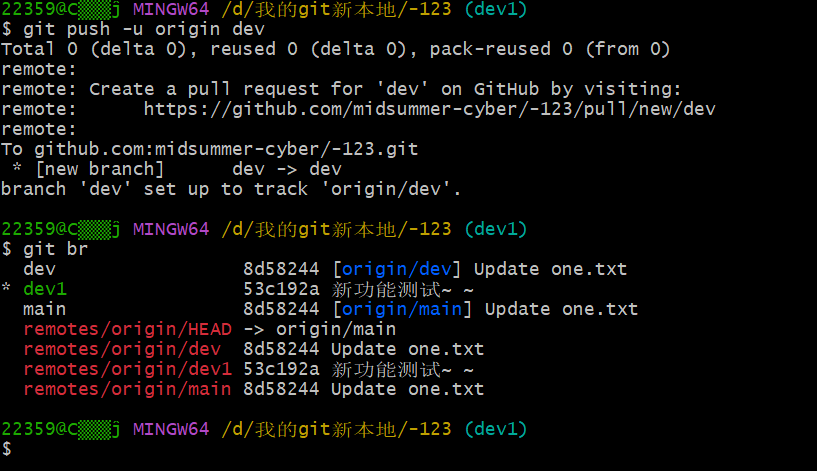 22359@C▒▒▒ĵ MINGW64 /d/我的git新本地/-123 (dev1)
$ git push -u origin dev
Total 0 (delta 0), reused 0 (delta 0), pack-reused 0 (from 0)
remote:
remote: Create a pull request for 'dev' on GitHub by visiting:
remote:      https://github.com/midsummer-cyber/-123/pull/new/dev
remote:
To github.com:midsummer-cyber/-123.git
 * [new branch]      dev -> dev
branch 'dev' set up to track 'origin/dev'.
22359@C▒▒▒ĵ MINGW64 /d/我的git新本地/-123 (dev1)
$ git br
  dev                 8d58244 [origin/dev] Update one.txt
* dev1                53c192a 新功能测试~ ~
  main                8d58244 [origin/main] Update one.txt
  remotes/origin/HEAD -> origin/main
  remotes/origin/dev  8d58244 Update one.txt
  remotes/origin/dev1 53c192a 新功能测试~ ~
  remotes/origin/main 8d58244 Update one.txt
22359@C▒▒▒ĵ MINGW64 /d/我的git新本地/-123 (dev1)
$